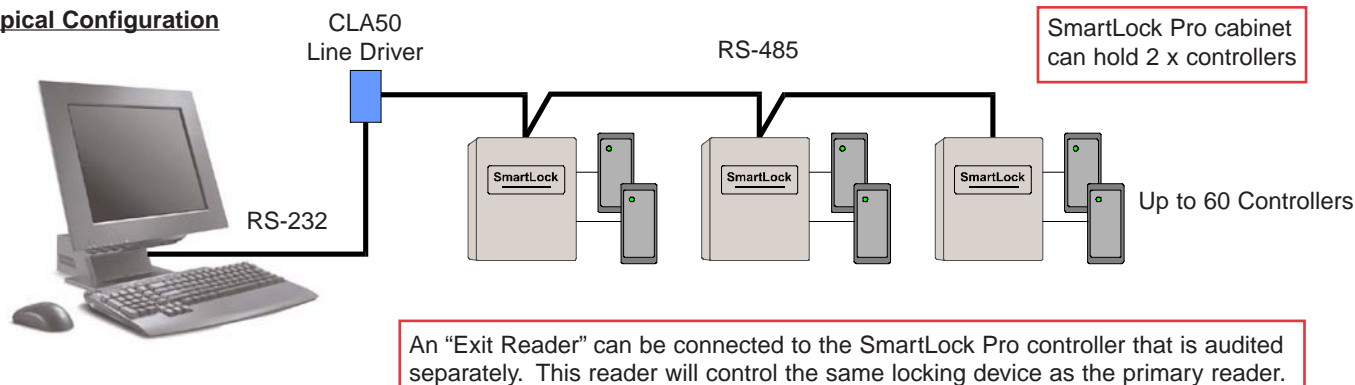 pical Configuration
CLA50
Line Driver
RS-485
SmartLock Pro cabinet
can hold 2 x controllers
SmartLock
SmartLock
SmartLock
RS-232
Up to 60 Controllers
An “Exit Reader” can be connected to the SmartLock Pro controller that is audited
separately.  This reader will control the same locking device as the primary reader.